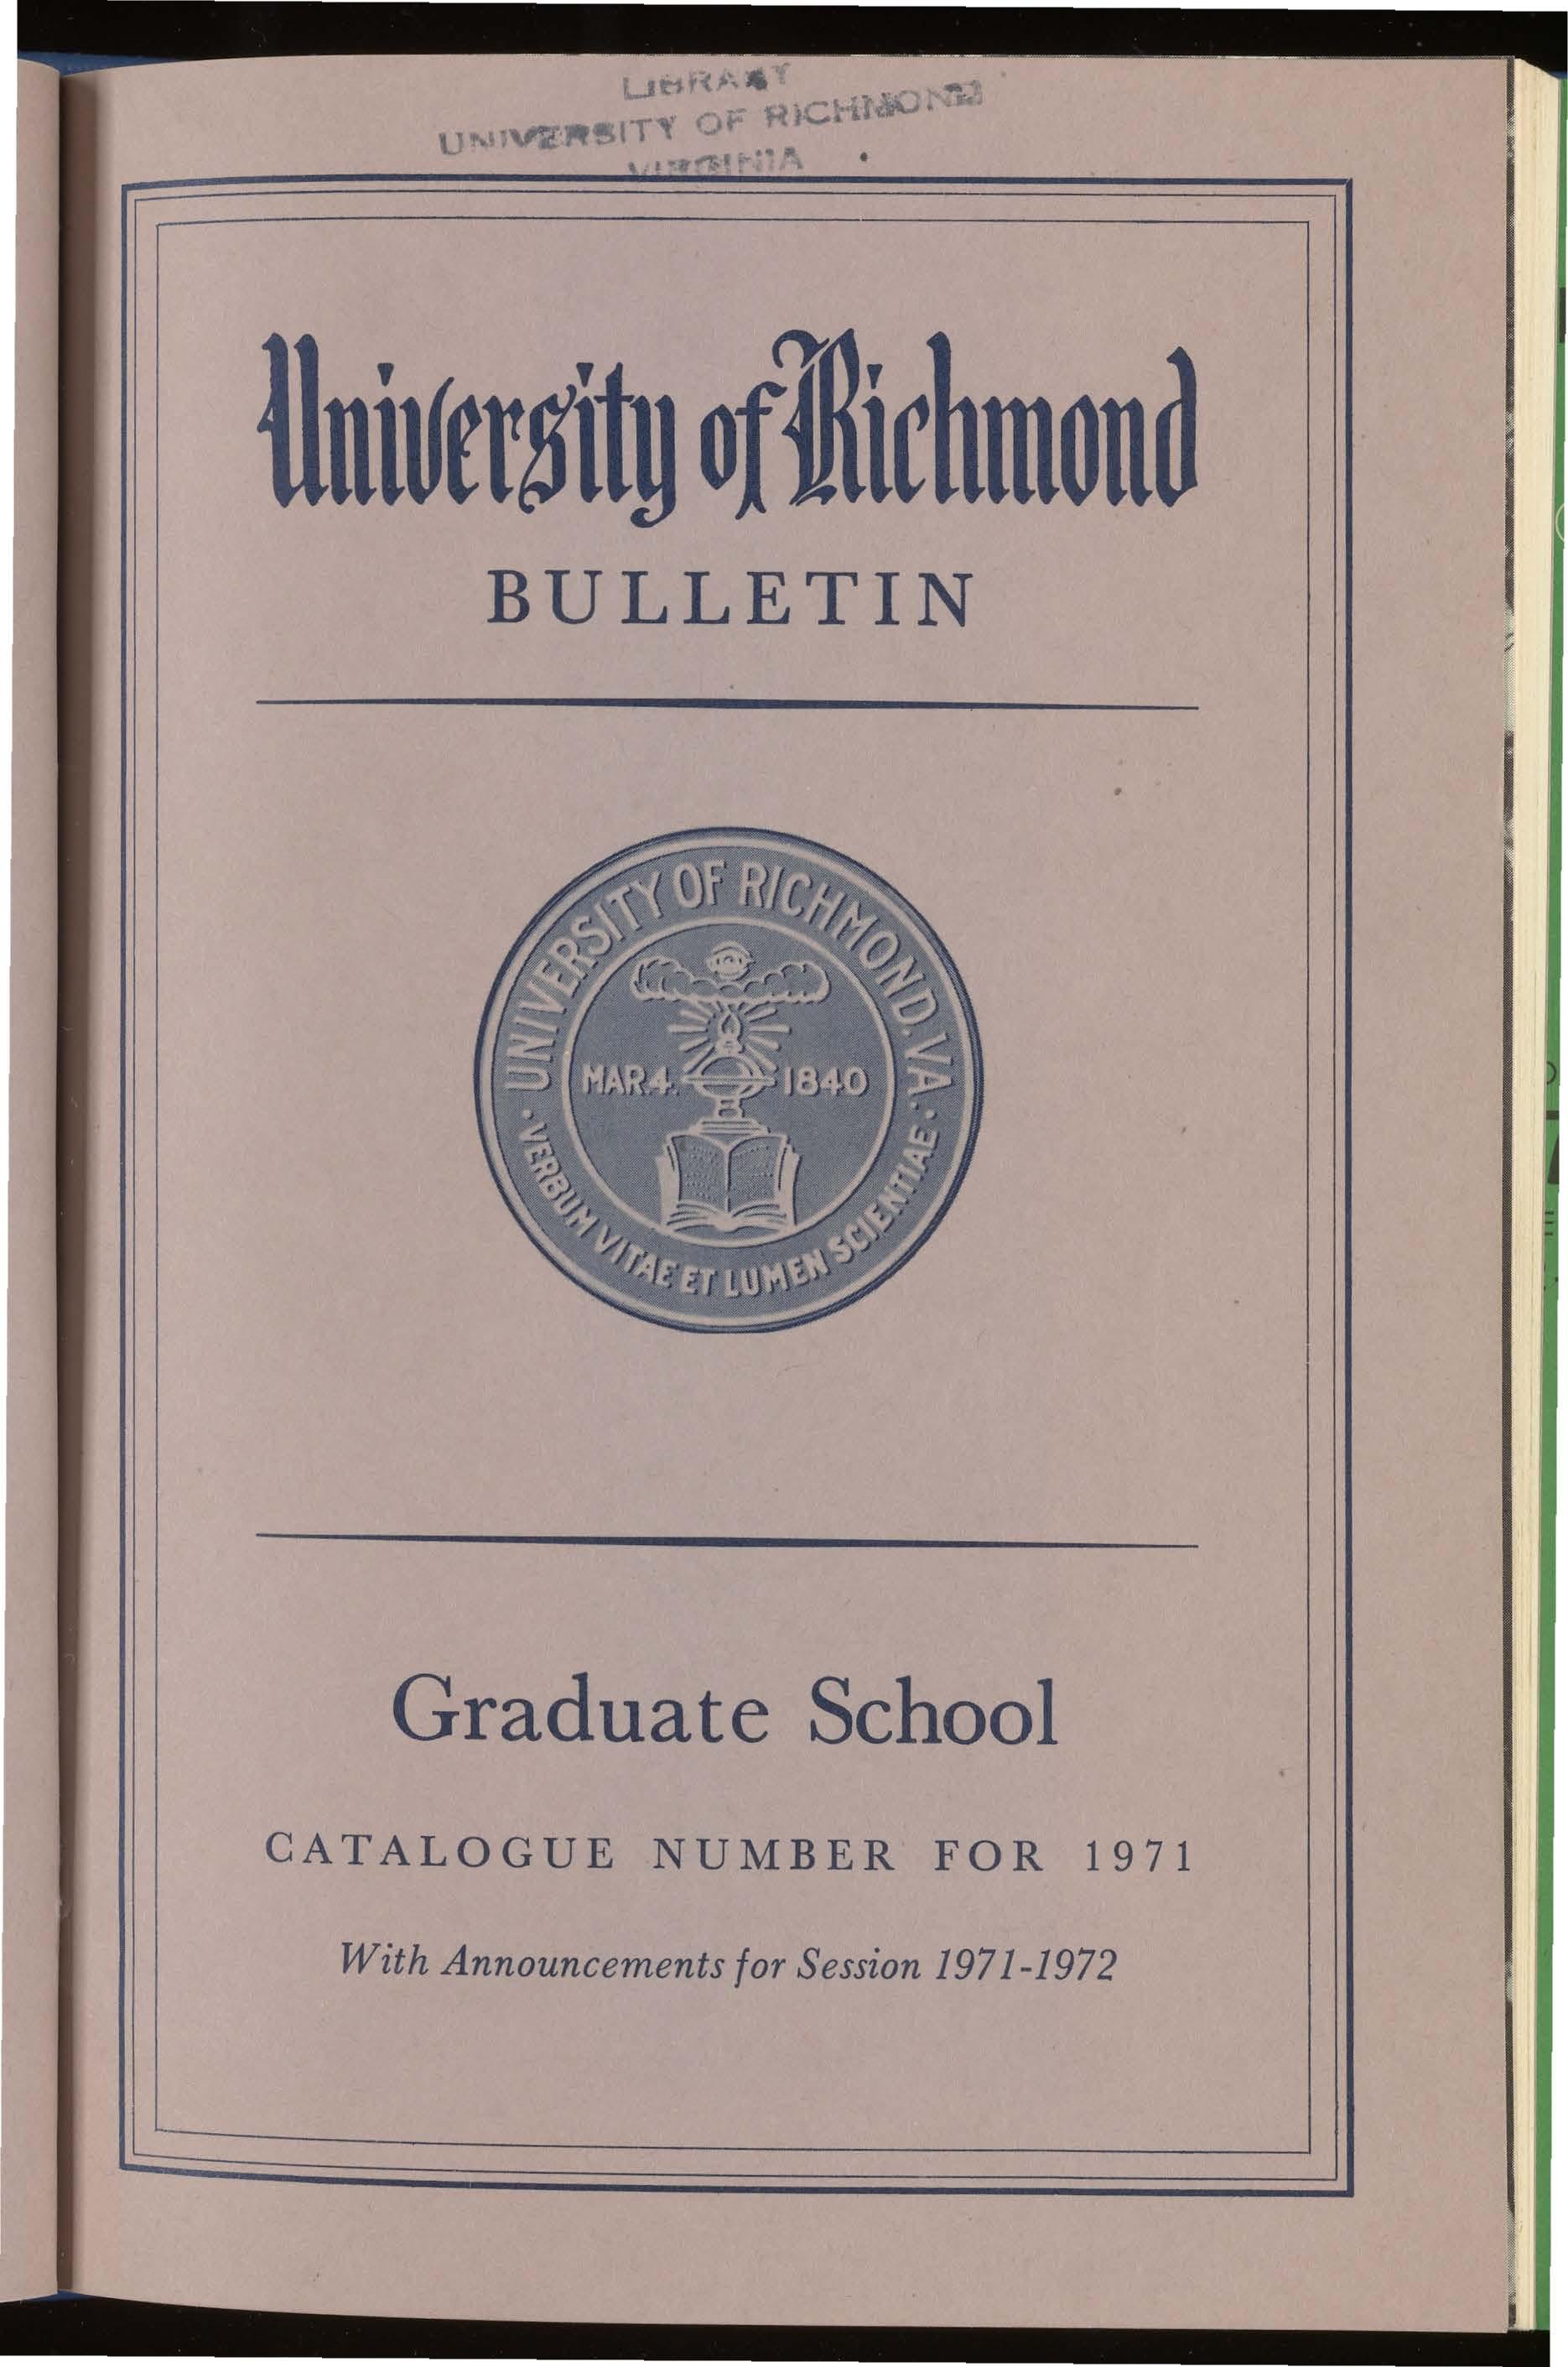 LIBRARY
UNIVERSITY OF RICHMOND
VIRGINIA
University of Richmond
BULLETIN
UNIVERSITY OF RICHMOND. VA.
MAR. 4. 1840
· VERBUM VITAE ET LUMEN SCIENTIAE ·
Graduate School
CATALOGUE NUMBER FOR 1971
With Announcements for Session 1971-1972